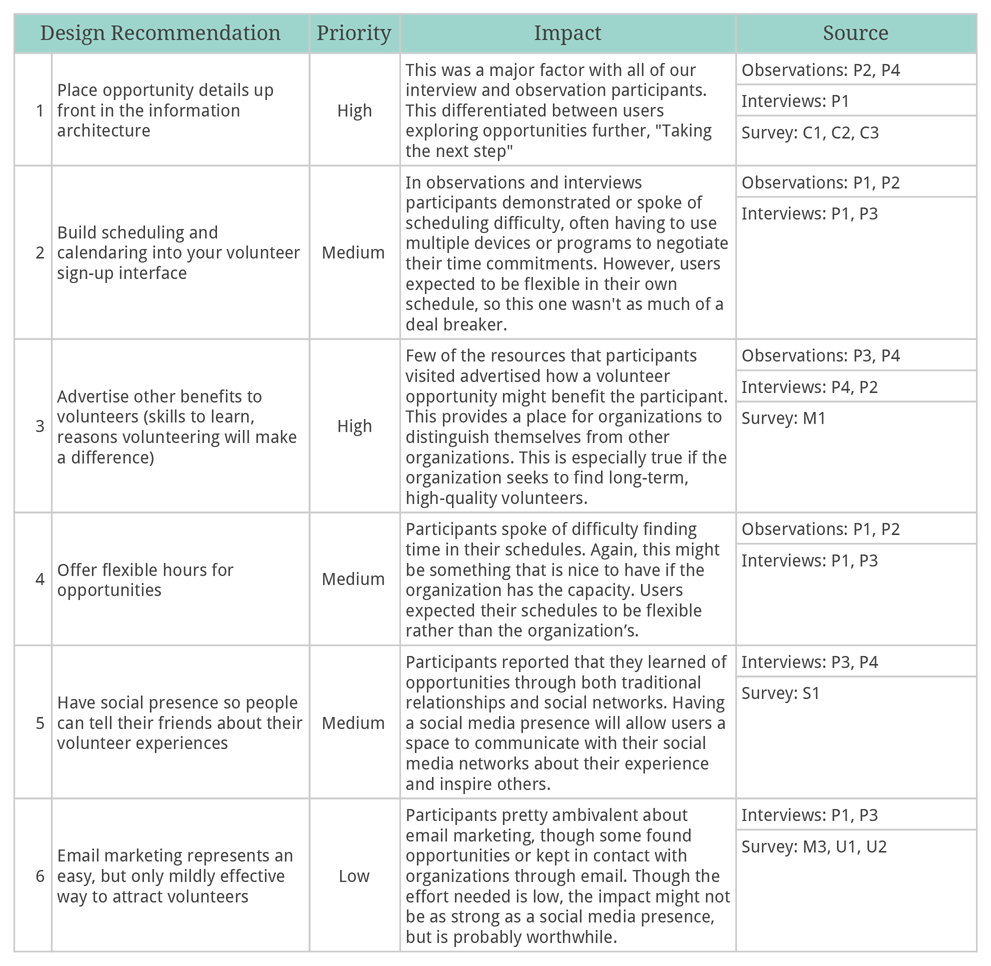 Design Recommendation Priority Impact Source
1
Place opportunity details up
front in the information
architecture
High
This was a major factor with all of our
interview and observation participants.
This differentiated between users
exploring opportunities further, "Taking
the next step"
Observations: P2, P4
Interviews: P1
Survey: C1, C2, C3
2
Build scheduling and
calendaring into your volunteer
sign-up interface
Medium
In observations and interviews
participants demonstrated or spoke of
scheduling difficulty, often having to use
multiple devices or programs to negotiate
their time commitments. However, users
expected to be flexible in their own
schedule, so this one wasn't as much of a
deal breaker.
Observations: P1, P2
Interviews: P1, P3
3
Advertise other benefits to
volunteers (skills to learn,
reasons volunteering will make
a difference)
High
Few of the resources that participants
visited advertised how a volunteer
opportunity might benefit the participant.
This provides a place for organizations to
distinguish themselves from other
organizations. This is especially true if the
organization seeks to find long-term,
high-quality volunteers.
Observations: P3, P4
Interviews: P4, P2
Survey: M1
4
Offer flexible hours for
opportunities
Medium
Participants spoke of difficulty finding
time in their schedules. Again, this might
be something that is nice to have if the
organization has the capacity. Users
expected their schedules to be flexible
rather than the organization’s.
Observations: P1, P2
Interviews: P1, P3
5
Have social presence so people
can tell their friends about their
volunteer experiences
Medium
Participants reported that they learned of
opportunities through both traditional
relationships and social networks. Having
a social media presence will allow users a
space to communicate with their social
media networks about their experience
and inspire others.
Interviews: P3, P4
Survey: S1
6
Email marketing represents an
easy, but only mildly effective
way to attract volunteers
Low
Participants pretty ambivalent about
email marketing, though some found
opportunities or kept in contact with
organizations through email. Though the
effort needed is low, the impact might not
be as strong as a social media presence,
but is probably worthwhile.
Interviews: P1, P3
Survey: M3, U1, U2